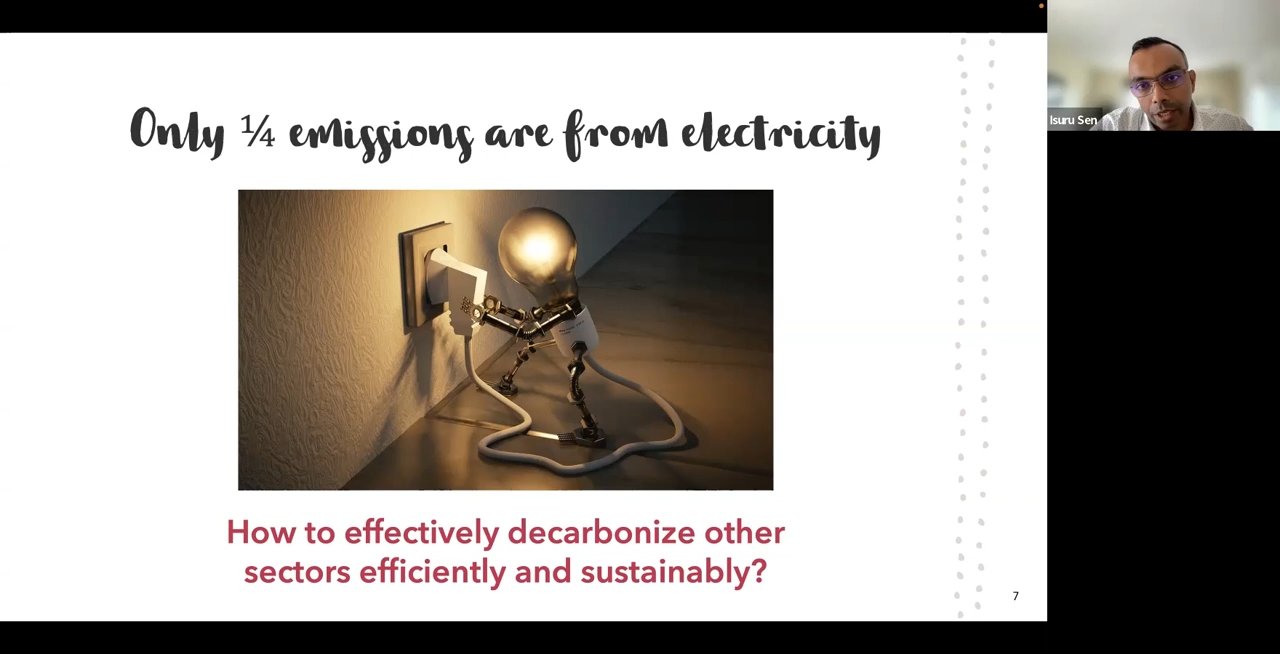 Only ¼ emissions are from electricity
Isuru Sen
How to effectively decarbonize other
sectors efficiently and sustainably?
7